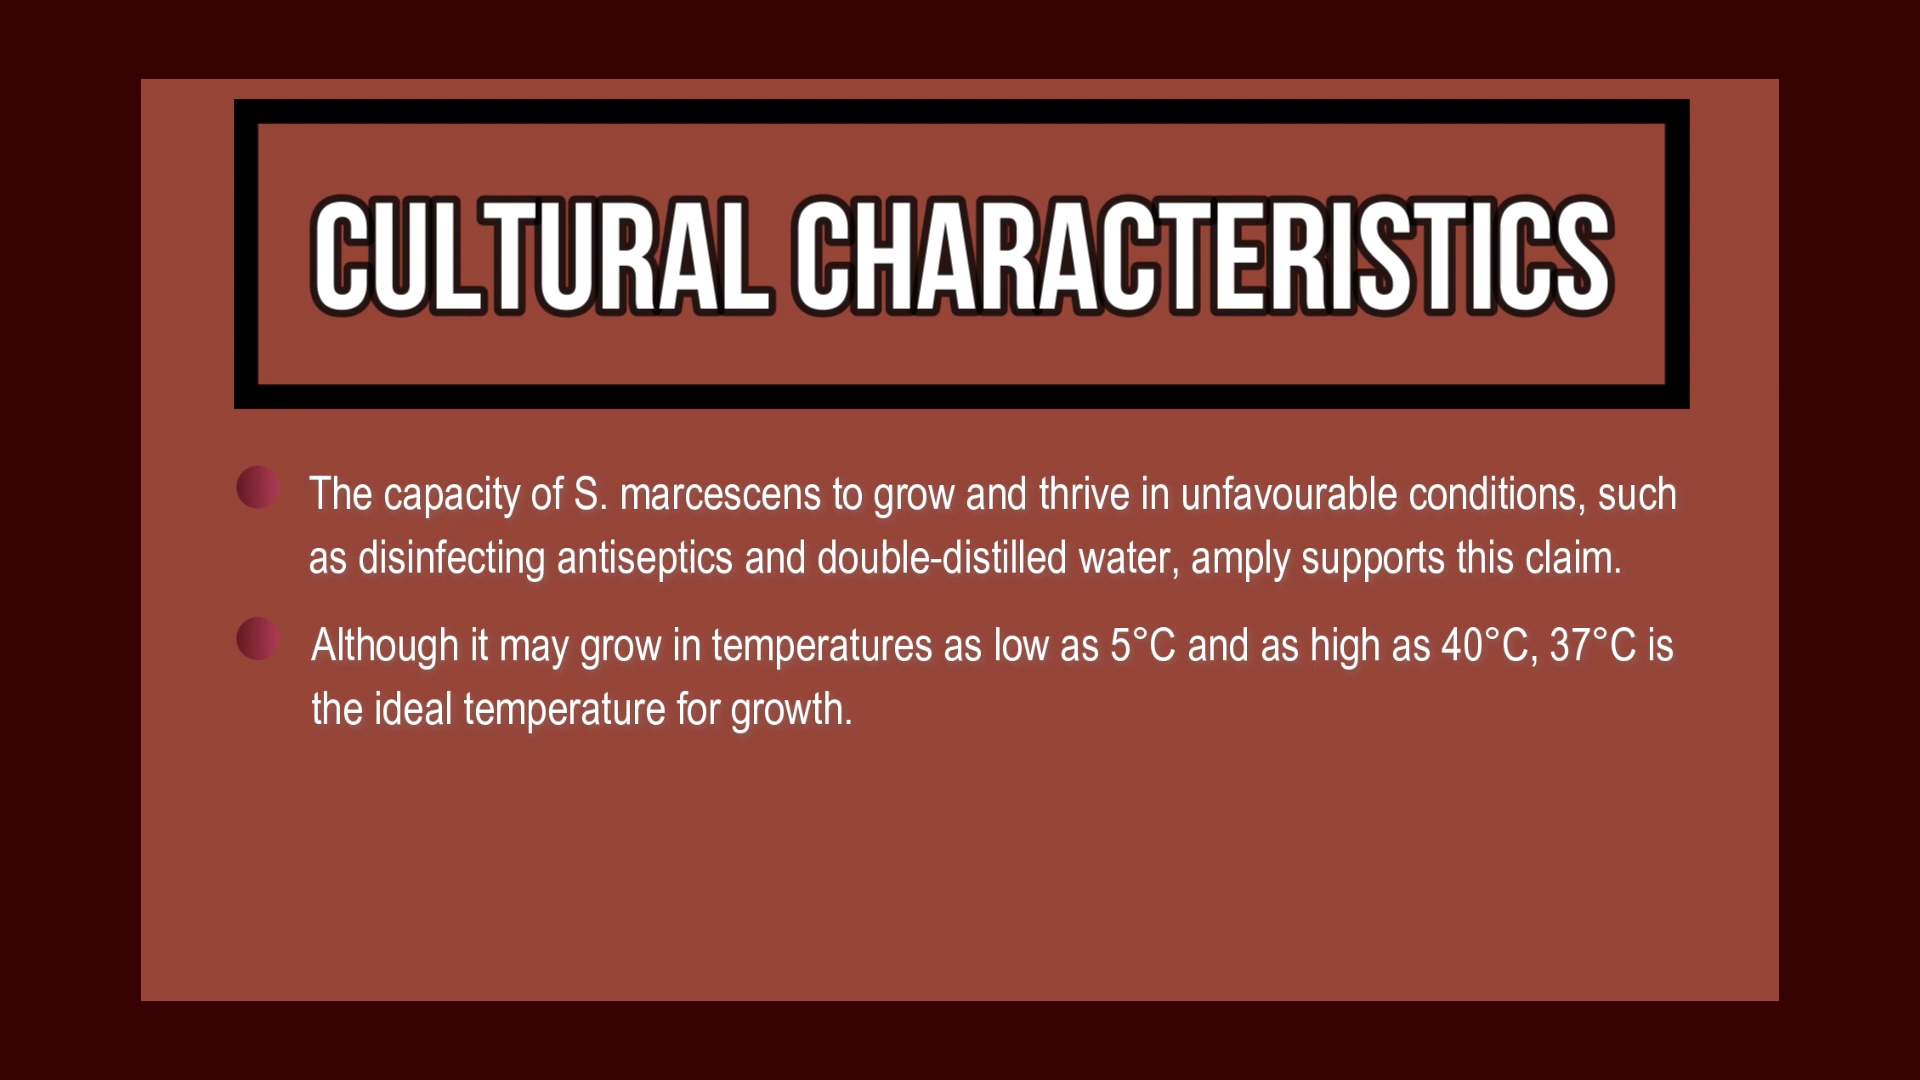 CULTURAL CHARACTERISTICS
The capacity of S. marcescens to grow and thrive in unfavourable conditions, such
as disinfecting antiseptics and double-distilled water, amply supports this claim.
Although it may grow in temperatures as low as 5°C and as high as 40°C, 37°C is
the ideal temperature for growth.